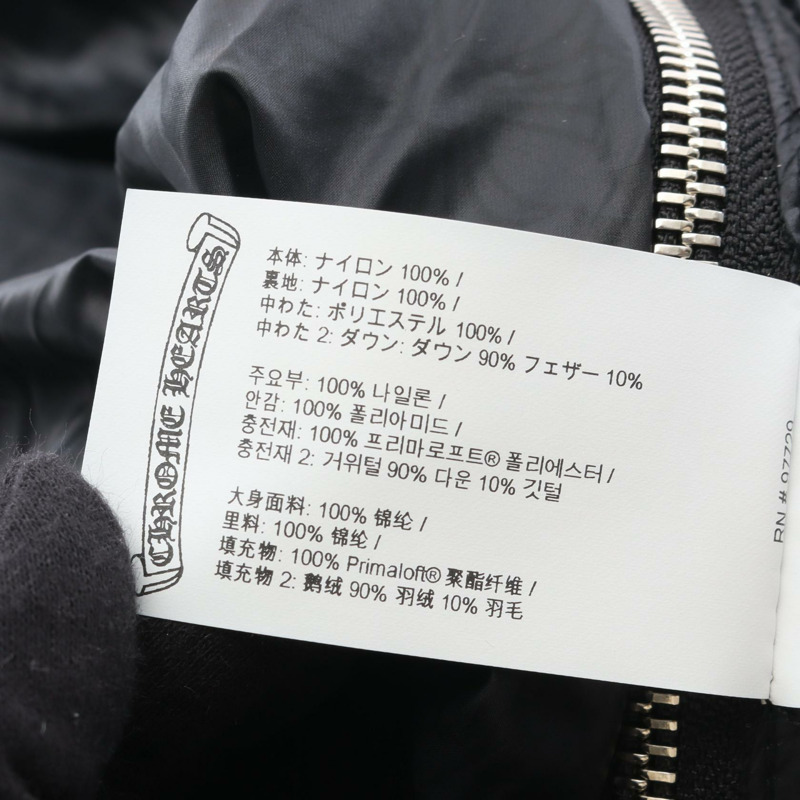 CHROME HEARTS
本体: ナイロン 100% /
裏地: ナイロン 100% /
中わた: ポリエステル 100% /
中わた 2: ダウン: ダウン 90% フェザー 10%
주요부: 100% 나일론 /
안감: 100% 폴리아미드 /
충전재: 100% 프리마로프트® 폴리에스터 /
충전재 2: 거위털 90% 다운 10% 깃털
大身面料: 100% 锦纶 /
里料: 100% 锦纶 /
填充物: 100% Primaloft® 聚酯纤维 /
填充物 2: 鹅绒 90% 羽绒 10% 羽毛
RN #